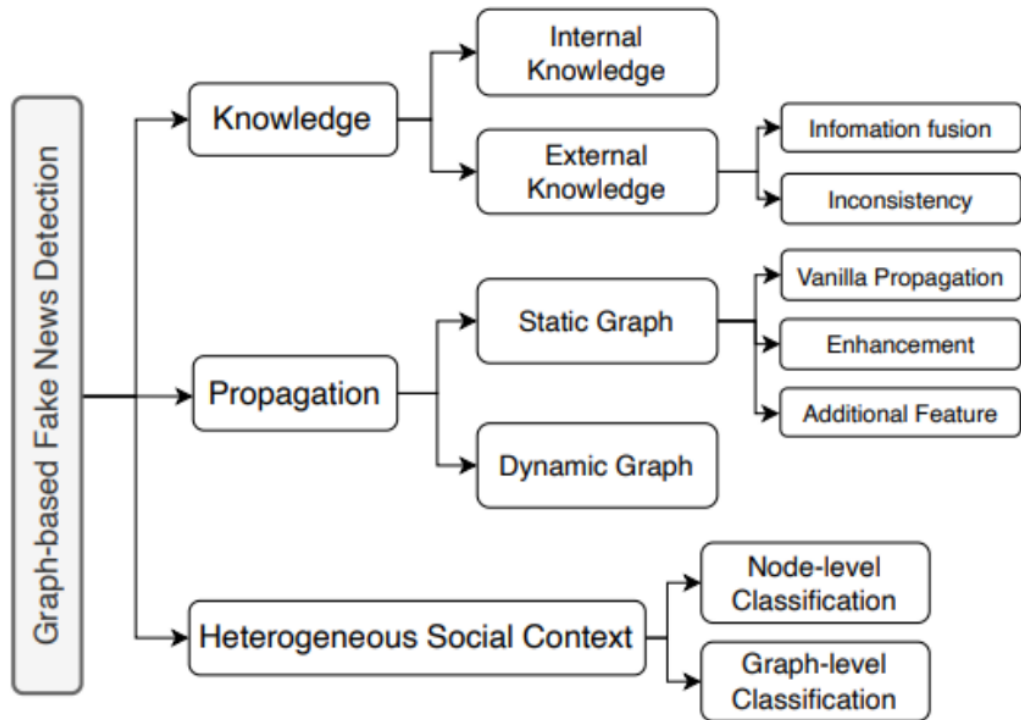 Graph-based Fake News Detection
Knowledge
Internal
Knowledge
External
Knowledge
Infomation fusion
Inconsistency
Propagation
Static Graph
Vanilla Propagation
Enhancement
Additional Feature
Dynamic Graph
Heterogeneous Social Context
Node-level
Classification
Graph-level
Classification